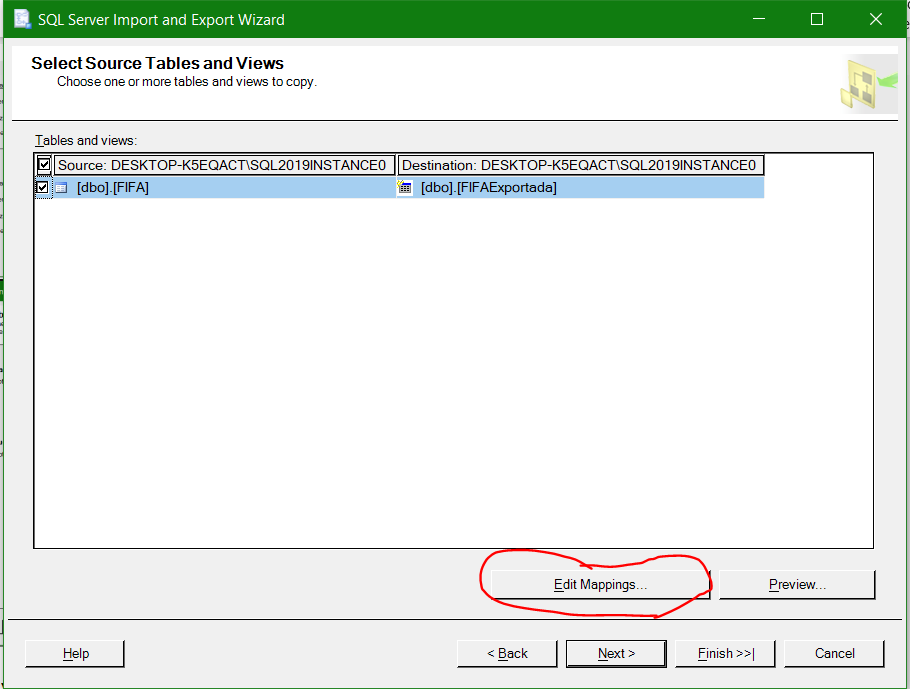 SQL Server Import and Export Wizard
Select Source Tables and Views
Choose one or more tables and views to copy.
Tables and views:
Source: DESKTOP-K5EQACT\SQL2019INSTANCE0 Destination: DESKTOP-K5EQACT\SQL2019INSTANCE0
[dbo].[FIFA] [dbo].[FIFAExportada]
Edit Mappings... Preview...
Help < Back Next > Finish >>| Cancel